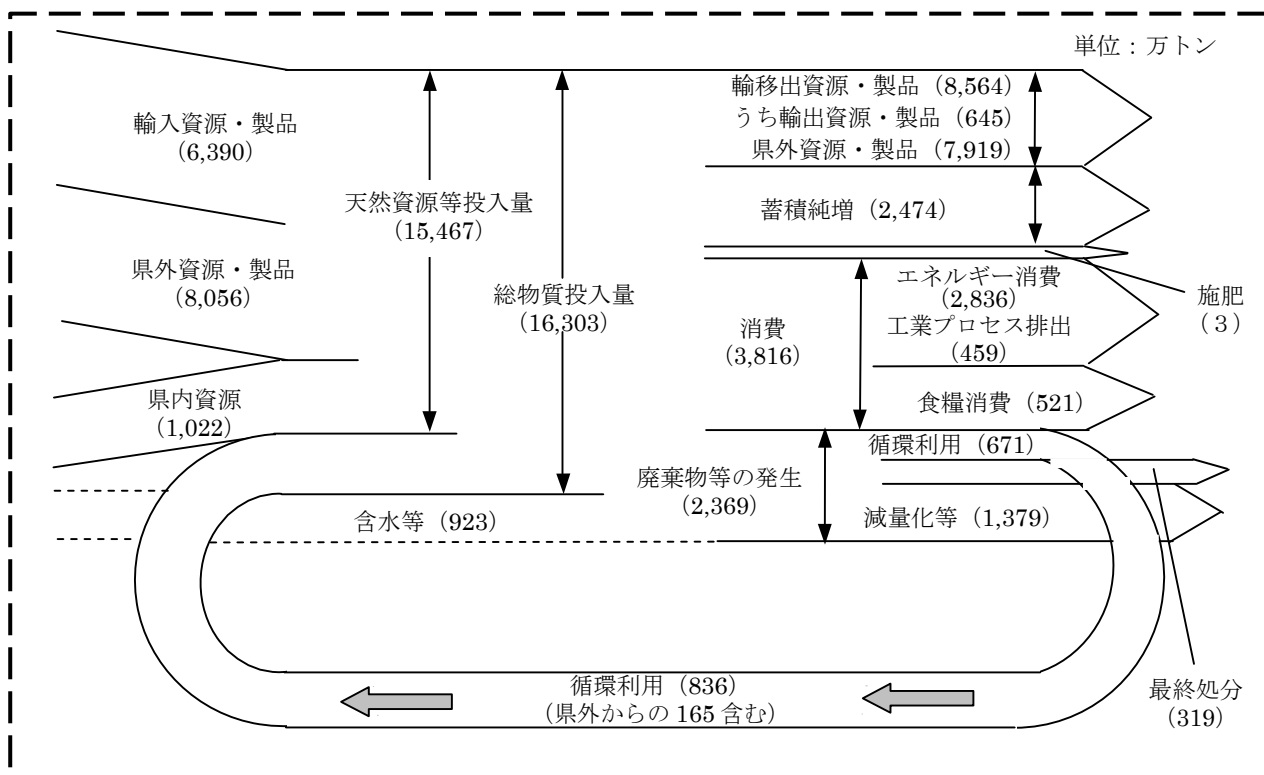 単位：万トン
輸入資源・製品
(6,390)
県外資源・製品
(8,056)
県内資源
(1,022)
天然資源等投入量
(15,467)
総物質投入量
(16,303)
含水等 (923)
輸移出資源・製品 (8,564)
うち輸出資源・製品 (645)
県外資源・製品 (7,919)
蓄積純増 (2,474)
施肥
(3)
消費
(3,816)
エネルギー消費
(2,836)
工業プロセス排出
(459)
食糧消費 (521)
廃棄物等の発生
(2,369)
循環利用 (671)
減量化等 (1,379)
最終処分
(319)
循環利用 (836)
(県外からの 165 含む)